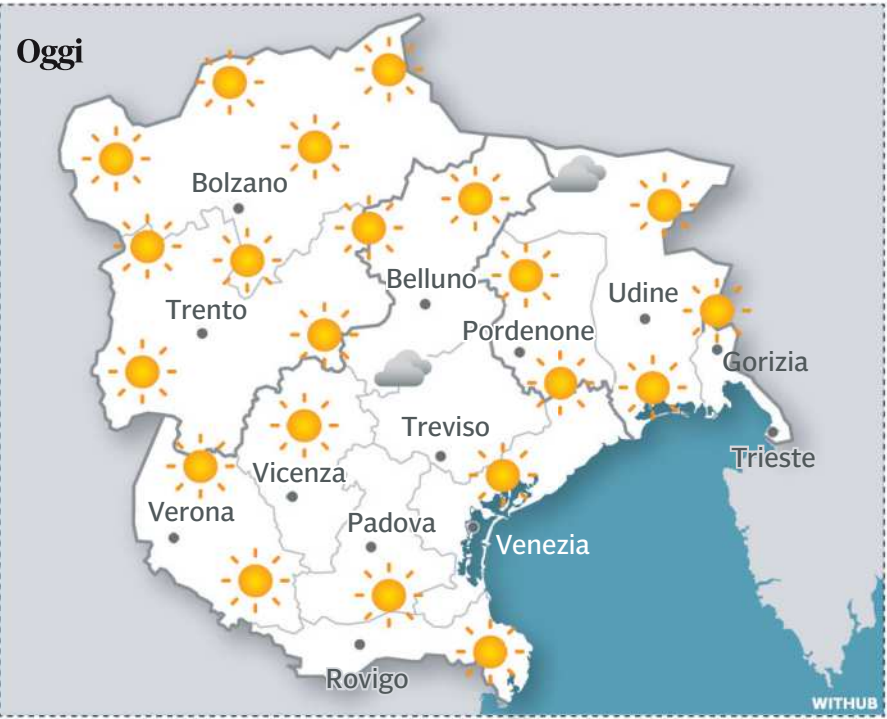 Oggi
Bolzano
Belluno
Udine
Trento
Pordenone
Gorizia
Treviso
Trieste
Vicenza
Verona
Padova
Venezia
Rovigo
WITHUB